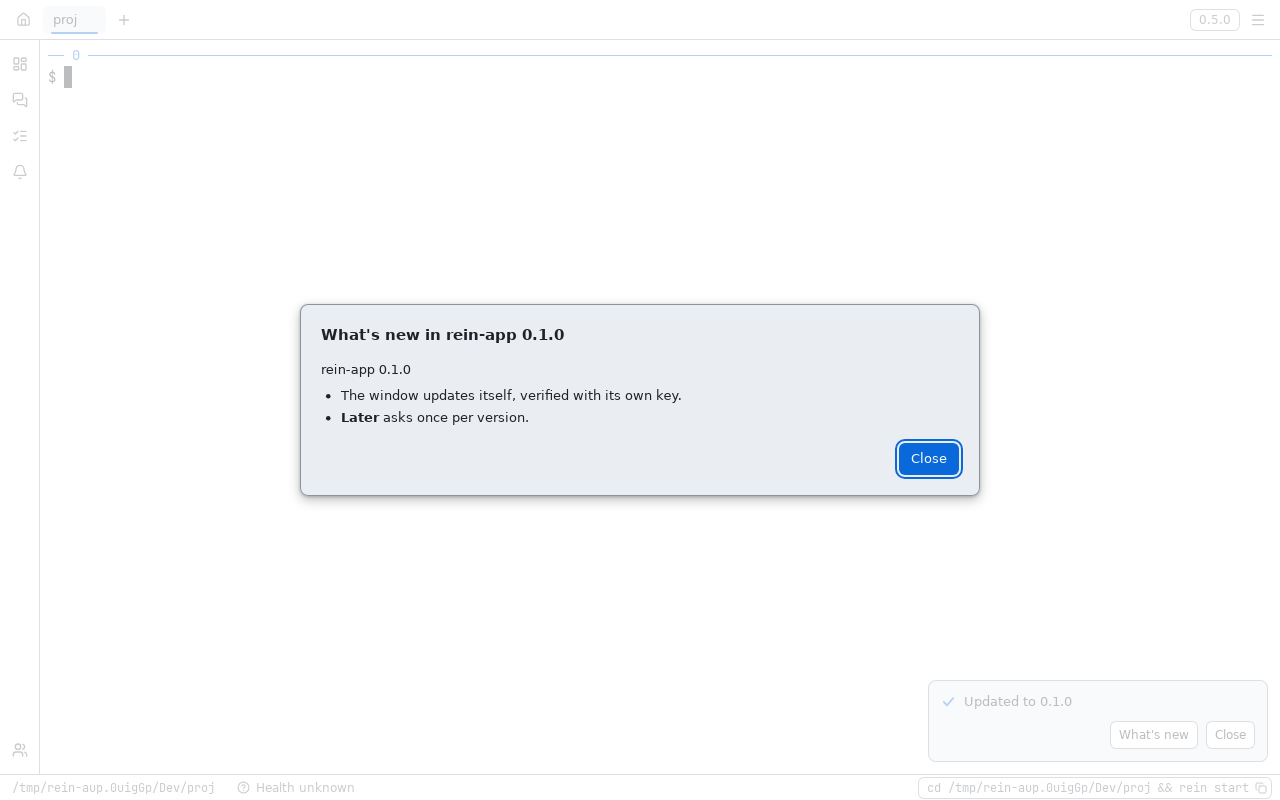 proj
0.5.0
0
$
What's new in rein-app 0.1.0
rein-app 0.1.0
• The window updates itself, verified with its own key.
• Later asks once per version.
Close
Updated to 0.1.0
What's new
Close
/tmp/rein-aup.0uigGp/Dev/proj
Health unknown
cd /tmp/rein-aup.0uigGp/Dev/proj && rein start